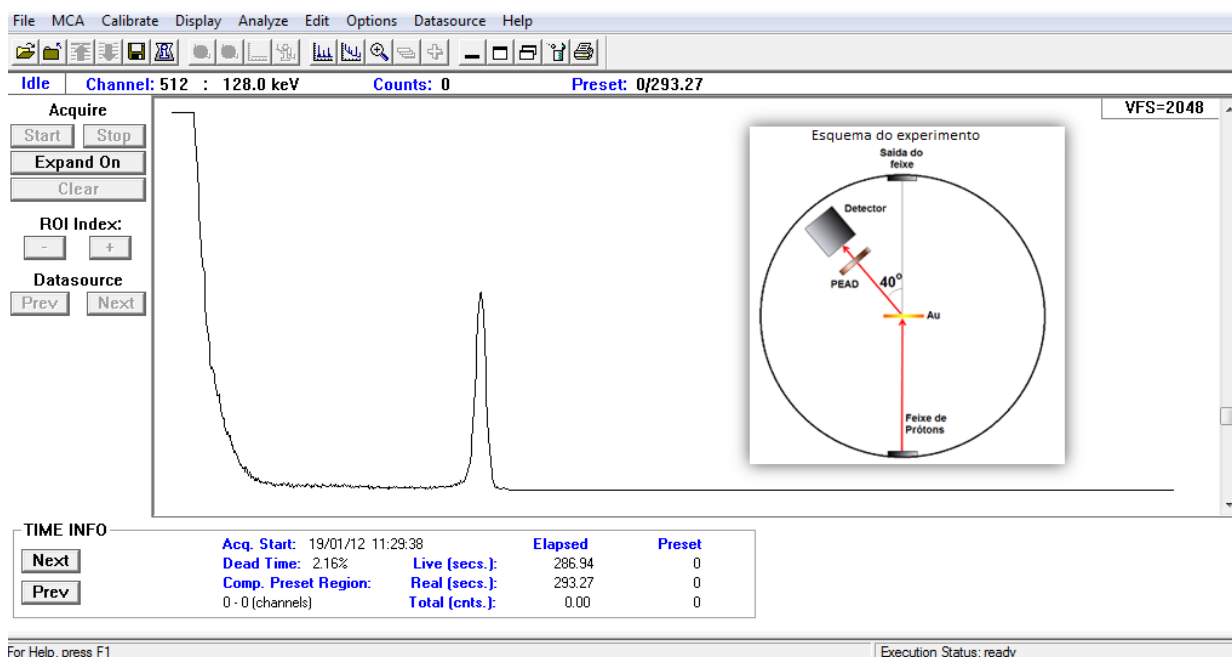 File MCA Calibrate Display Analyze Edit Options Datasource Help
Idle Channel: 512 : 128.0 keV Counts: 0 Preset: 0/293.27
Acquire
Start Stop
Expand On
Clear
ROI Index:
- +
Datasource
Prev Next
VFS=2048
Esquema do experimento
Saída do
feixe
Detector
PEAD
40º
Au
Feixe de
Prótons
TIME INFO
Next
Prev
Acq. Start: 19/01/12 11:29:38 Elapsed Preset
Dead Time: 2.16% Live (secs.): 286.94 0
Comp. Preset Region: Real (secs.): 293.27 0
0 - 0 (channels) Total (cnts.): 0.00 0
For Help, press F1 Execution Status: ready